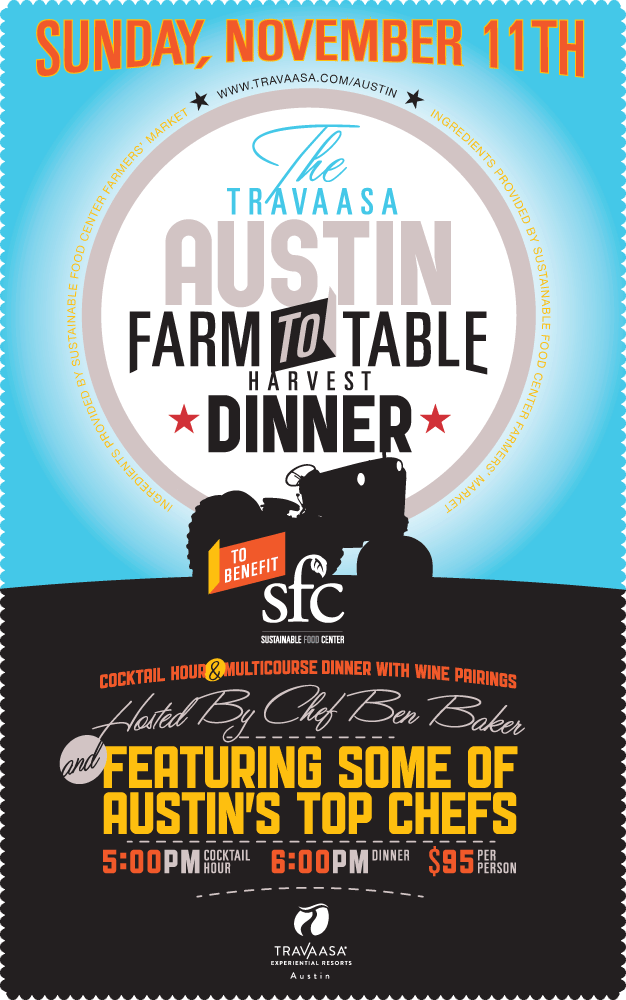 SUNDAY, NOVEMBER 11TH
WWW.TRAVAASA.COM/AUSTIN
INGREDIENTS PROVIDED BY SUSTAINABLE FOOD CENTER FARMERS' MARKET
INGREDIENTS PROVIDED BY SUSTAINABLE FOOD CENTER FARMERS' MARKET
The
TRAVAASA
AUSTIN
FARM TO TABLE
HARVEST
DINNER
TO
BENEFIT
sfc
SUSTAINABLE FOOD CENTER
COCKTAIL HOUR & MULTICOURSE DINNER WITH WINE PAIRINGS
Hosted By Chef Ben Baker
and FEATURING SOME OF
AUSTIN'S TOP CHEFS
5:00PM COCKTAIL HOUR 6:00PM DINNER $95 PER PERSON
TRAVAASA
EXPERIENTIAL RESORTS
Austin